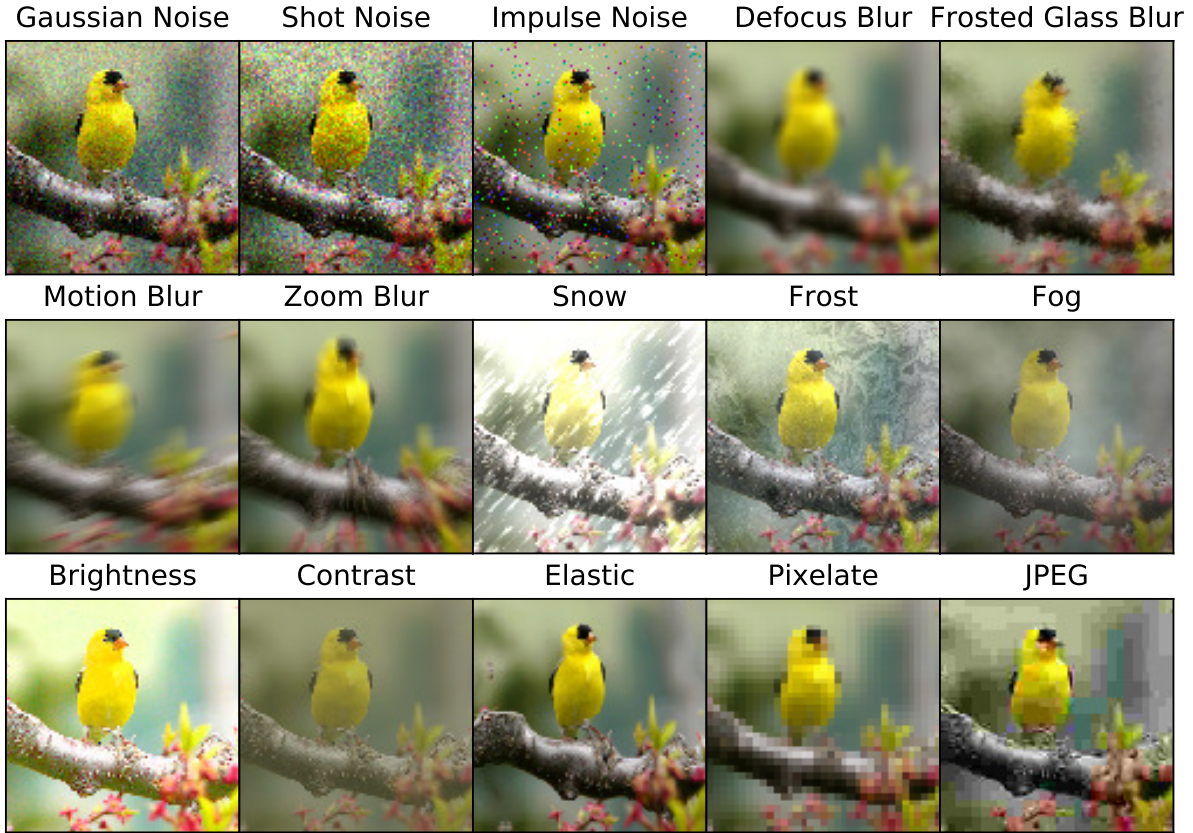 Gaussian Noise Shot Noise Impulse Noise Defocus Blur Frosted Glass Blur
Motion Blur Zoom Blur Snow Frost Fog
Brightness Contrast Elastic Pixelate JPEG